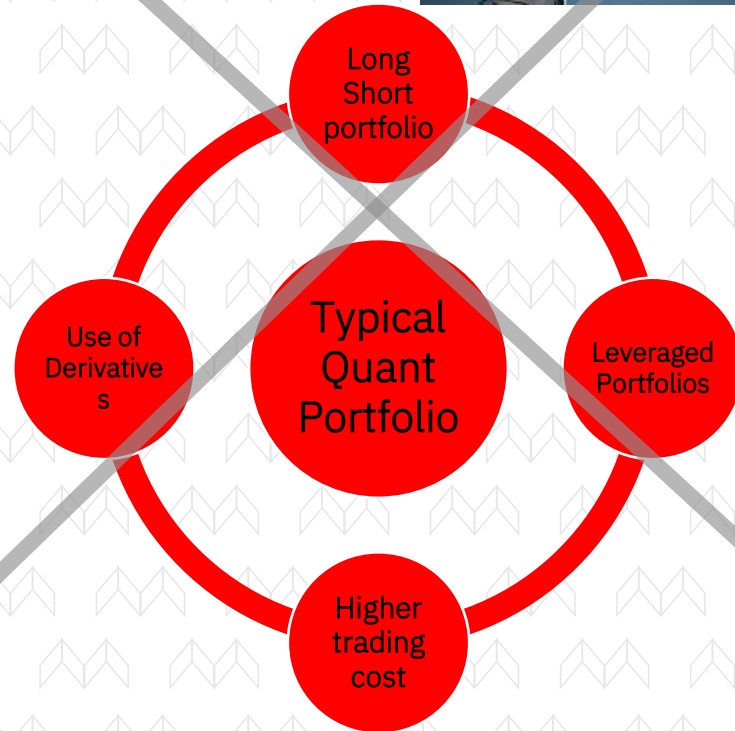 Long
Short
portfolio
Use of
Derivative
s
Typical
Quant
Portfolio
Leveraged
Portfolios
Higher
trading
cost